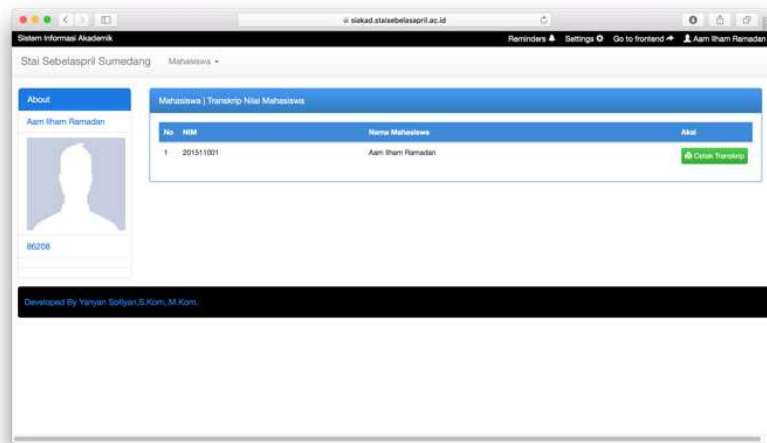 siakad.staisebelasapril.ac.id
Sistem Informasi Akademik
Reminders Settings Go to frontend Aam Ilham Ramadan
Stai Sebelaspril Sumedang Mahasiswa
About
Aam Ilham Ramadan
86208
Mahasiswa | Transkrip Nilai Mahasiswa
No NIM Nama Mahasiswa Aksi
1 201511001 Aam Ilham Ramadan Cetak Transkrip
Developed By Yanyan Sofiyan,S.Kom, M.Kom.